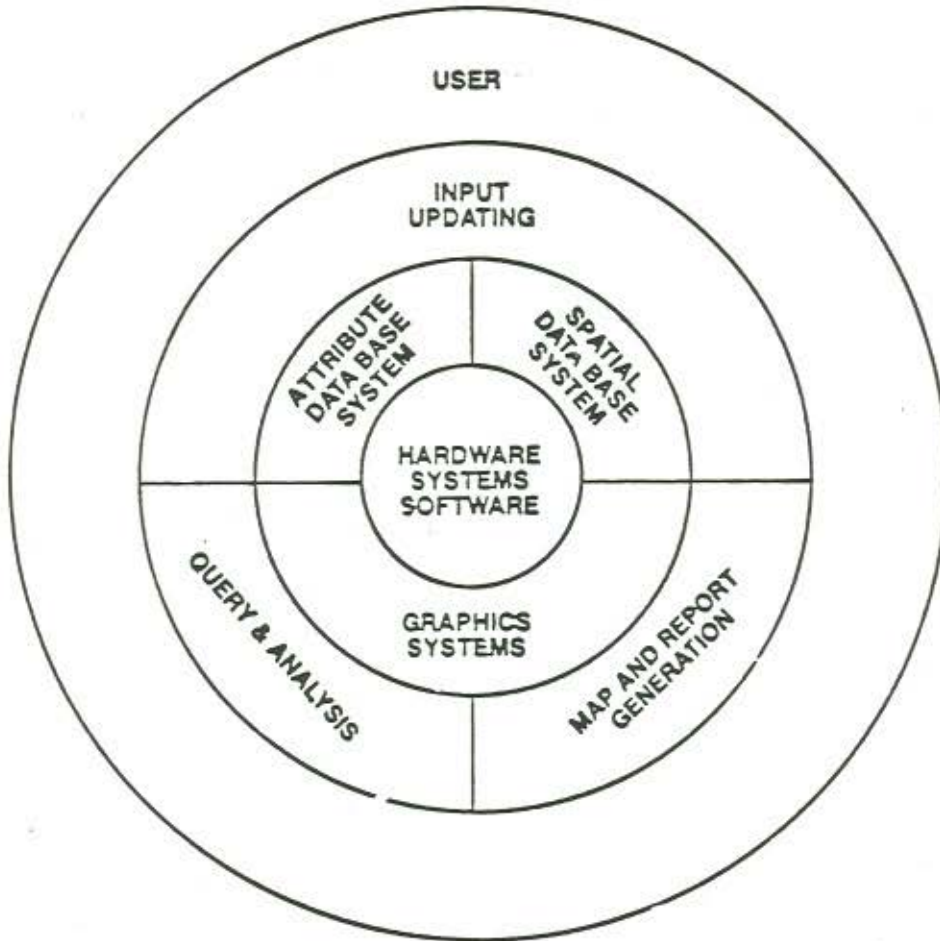 USER
INPUT
UPDATING
ATTRIBUTE
DATA BASE
SYSTEM
SPATIAL
DATA BASE
SYSTEM
HARDWARE
SYSTEMS
SOFTWARE
GRAPHICS
SYSTEMS
QUERY & ANALYSIS
MAP AND REPORT
GENERATION